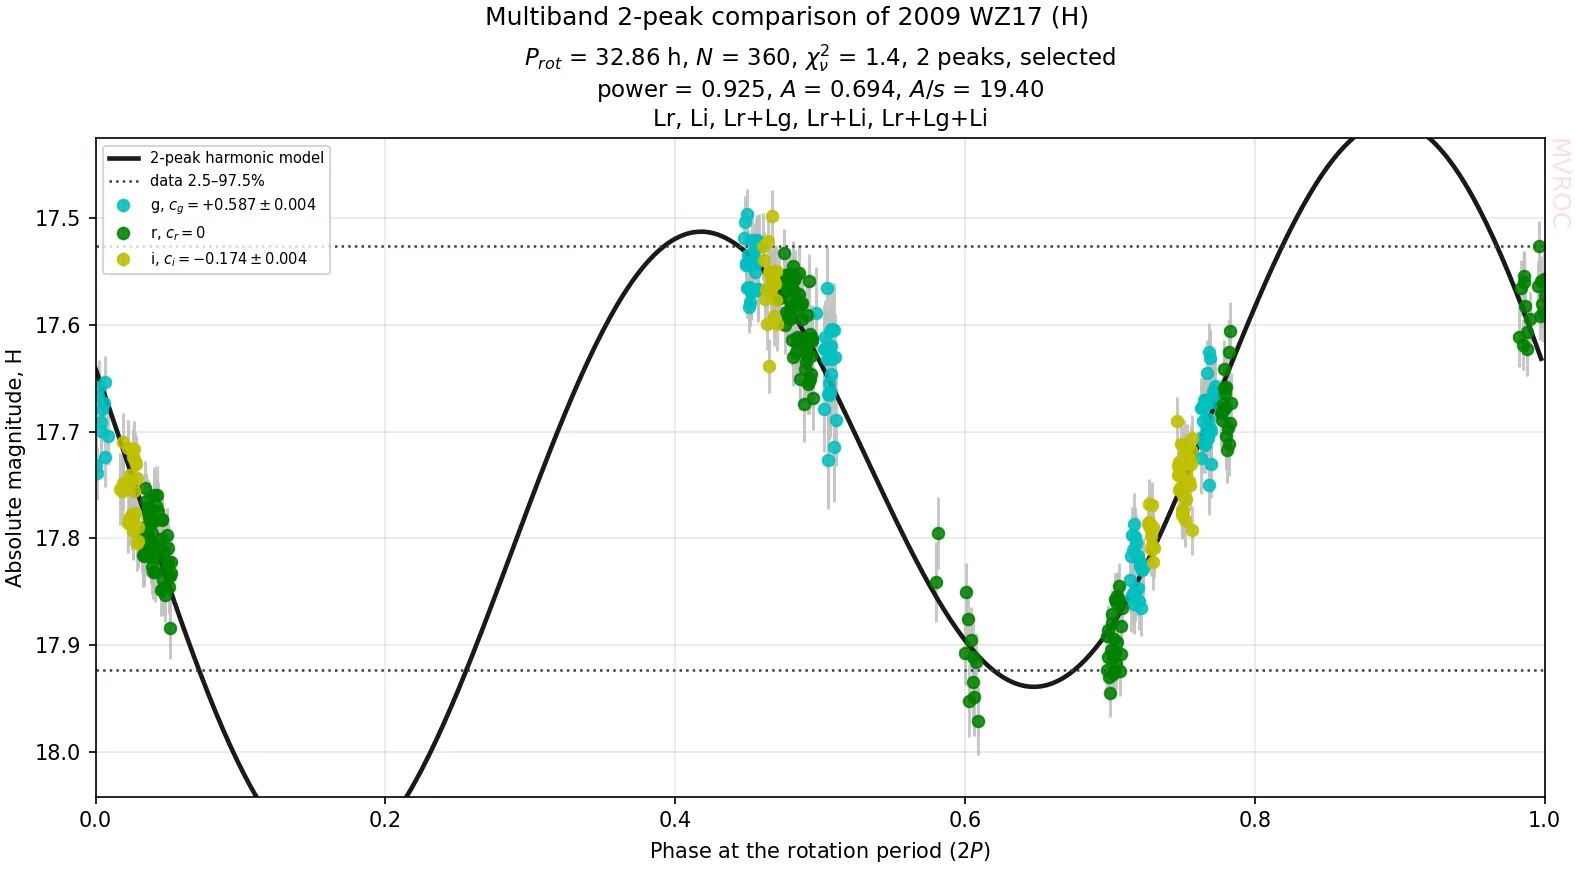 Multiband 2-peak comparison of 2009 WZ17 (H)
P_rot = 32.86 h, N = 360, χ²_ν = 1.4, 2 peaks, selected
power = 0.925, A = 0.694, A/s = 19.40
Lr, Li, Lr+Lg, Lr+Li, Lr+Lg+Li
2-peak harmonic model
data 2.5–97.5%
g, c_g = +0.587 ± 0.004
r, c_r = 0
i, c_i = −0.174 ± 0.004
MVROC
Absolute magnitude, H
17.5
17.6
17.7
17.8
17.9
18.0
0.0 0.2 0.4 0.6 0.8 1.0
Phase at the rotation period (2P)